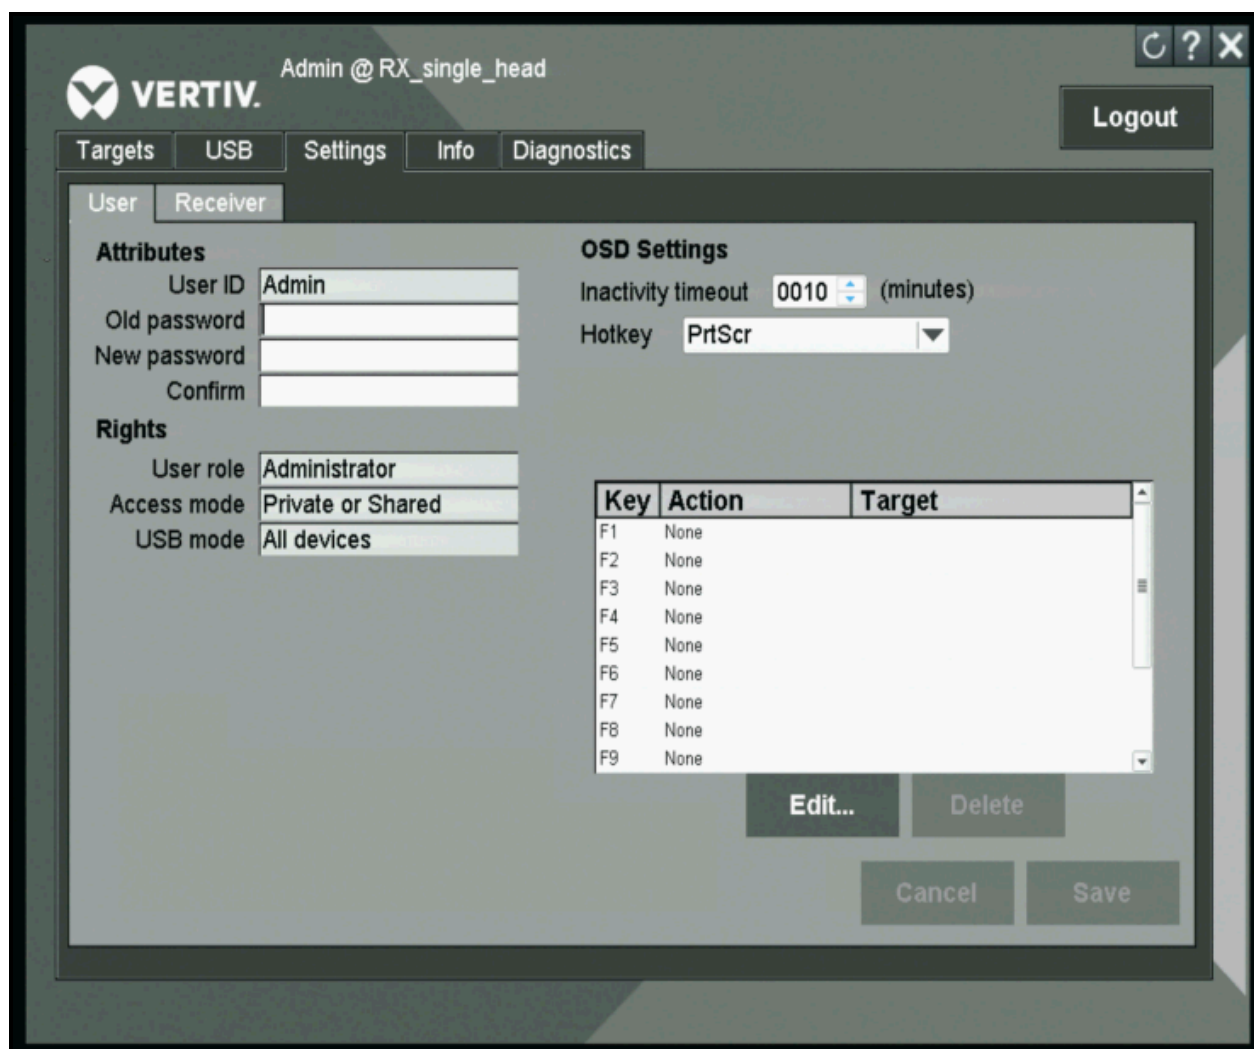 VERTIV.
Admin @ RX_single_head
?
Logout
Targets USB Settings Info Diagnostics
User Receiver
Attributes
User ID Admin
Old password
New password
Confirm
Rights
User role Administrator
Access mode Private or Shared
USB mode All devices
OSD Settings
Inactivity timeout 0010 (minutes)
Hotkey PrtScr
Key Action Target
F1 None
F2 None
F3 None
F4 None
F5 None
F6 None
F7 None
F8 None
F9 None
Edit... Delete
Cancel Save